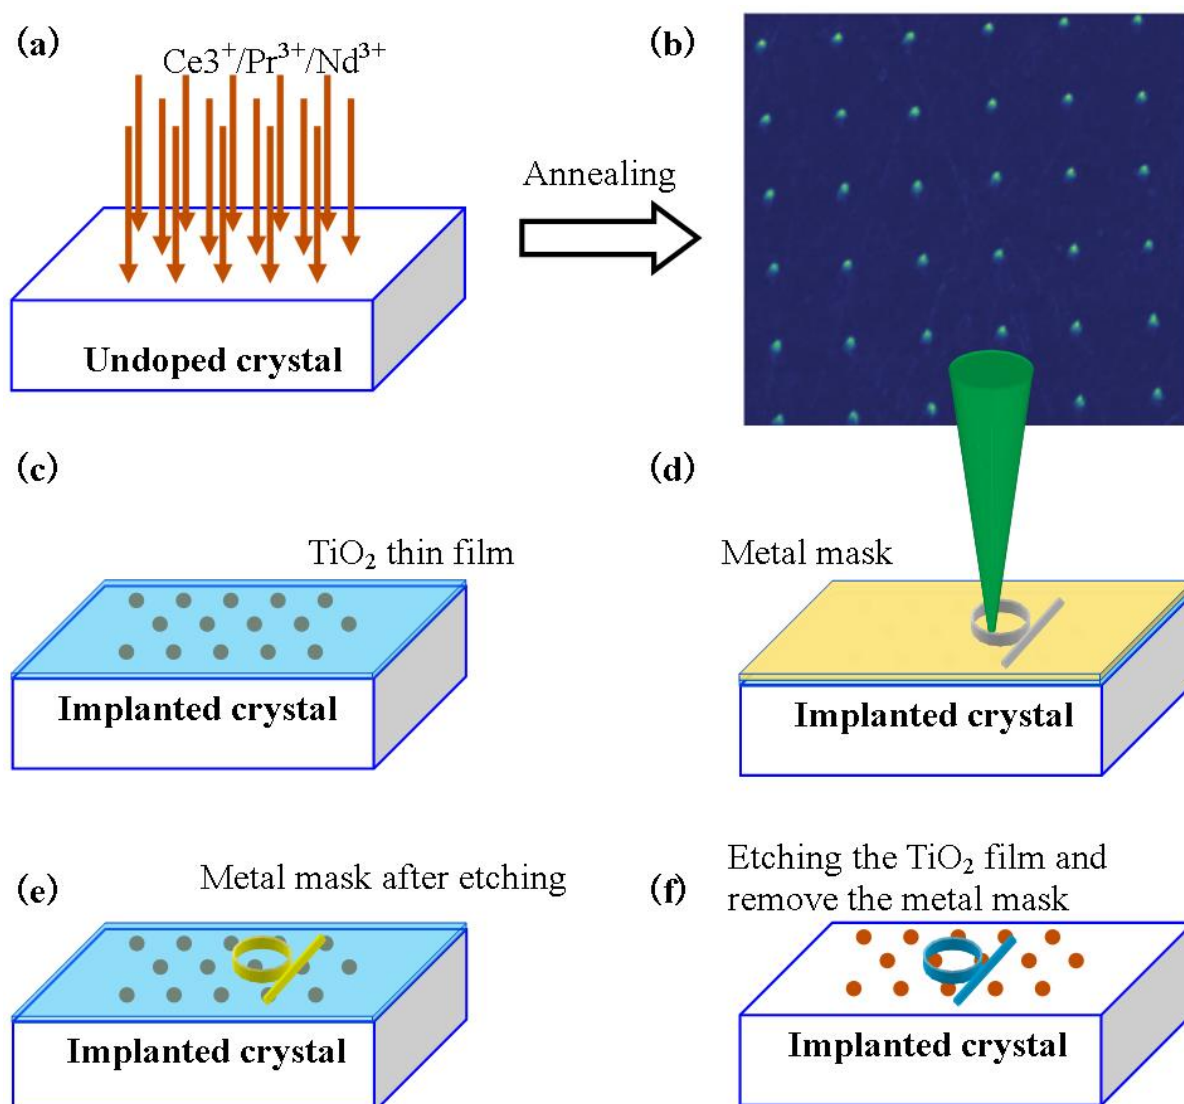 (a)
Ce3⁺/Pr³⁺/Nd³⁺
Undoped crystal
Annealing
(b)
(c)
TiO₂ thin film
Implanted crystal
(d)
Metal mask
Implanted crystal
(e)
Metal mask after etching
Implanted crystal
(f)
Etching the TiO₂ film and
remove the metal mask
Implanted crystal